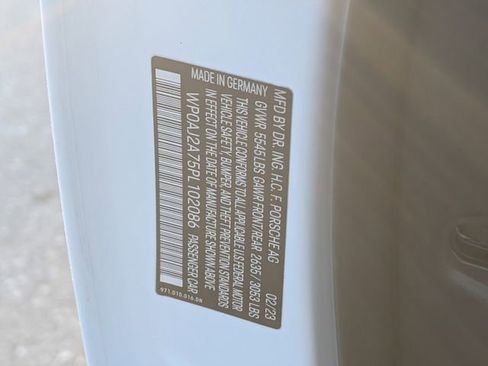 MFD BY DR. ING. H.C. F. PORSCHE AG 02/23
GVWR 5545 LBS GAWR FRONT/REAR 2635 / 3053 LBS
THIS VEHICLE CONFORMS TO ALL APPLICABLE U.S. FEDERAL MOTOR
VEHICLE SAFETY, BUMPER, AND THEFT PREVENTION STANDARDS
IN EFFECT ON THE DATE OF MANUFACTURE SHOWN ABOVE
MADE IN GERMANY
WP0AJ2A75PL102086 PASSENGER CAR
971.010.016.DN